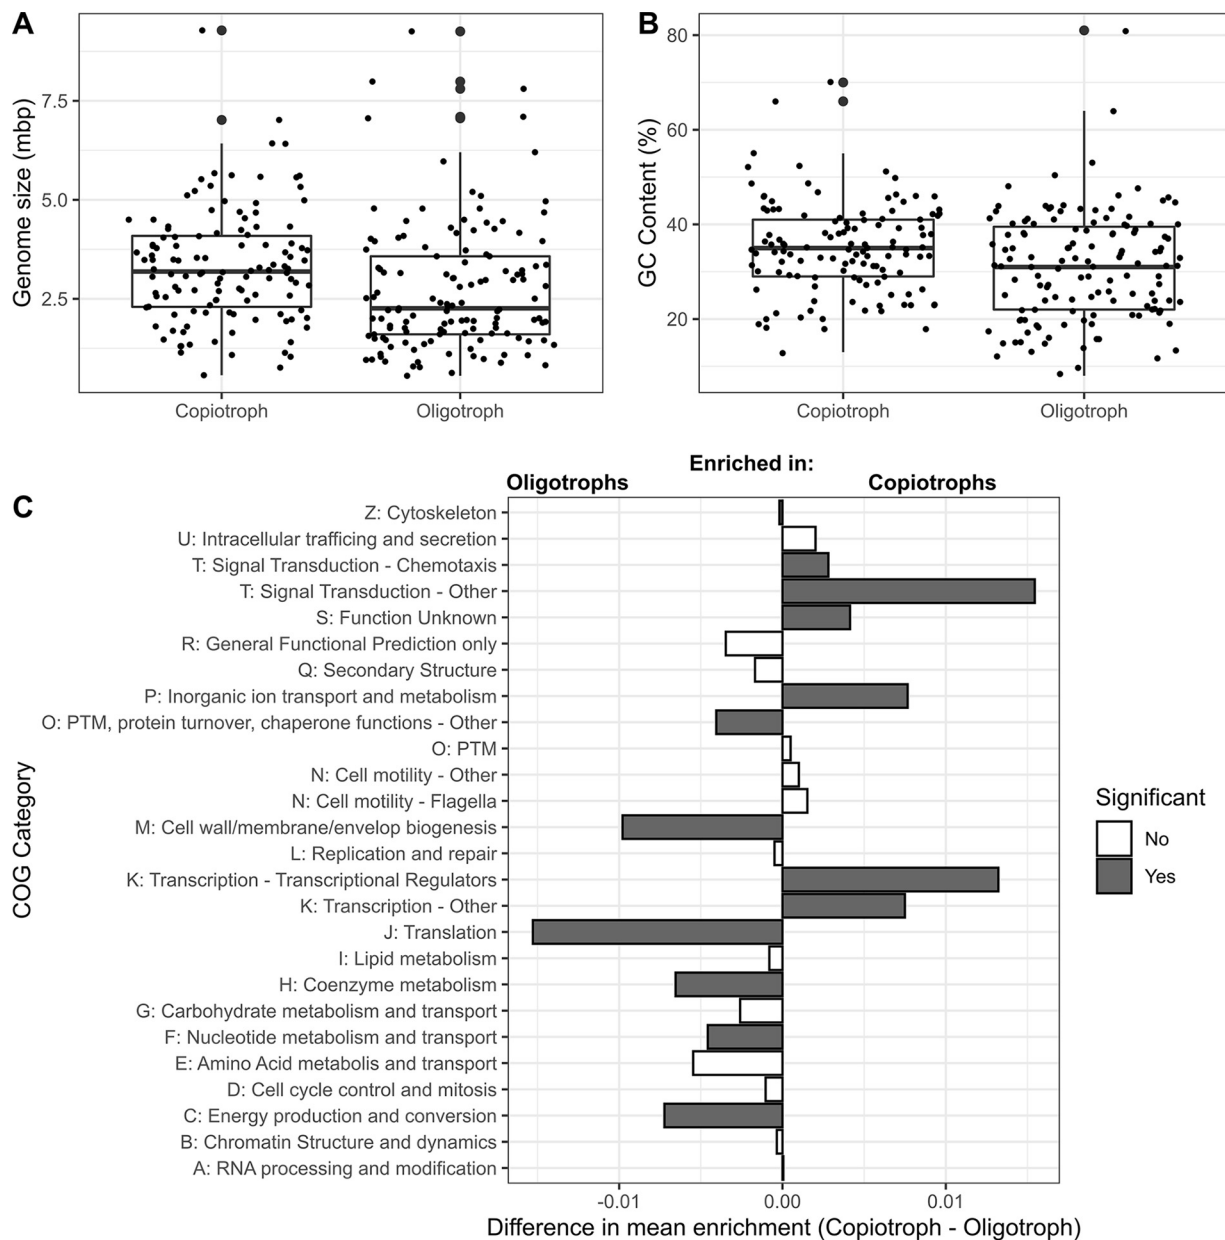 A
Genome size (mbp)
7.5
5.0
2.5
Copiotroph
Oligotroph
B
GC Content (%)
80
60
40
20
Copiotroph
Oligotroph
C
Enriched in:
Oligotrophs
Copiotrophs
COG Category
Z: Cytoskeleton
U: Intracellular trafficing and secretion
T: Signal Transduction - Chemotaxis
T: Signal Transduction - Other
S: Function Unknown
R: General Functional Prediction only
Q: Secondary Structure
P: Inorganic ion transport and metabolism
O: PTM, protein turnover, chaperone functions - Other
O: PTM
N: Cell motility - Other
N: Cell motility - Flagella
M: Cell wall/membrane/envelop biogenesis
L: Replication and repair
K: Transcription - Transcriptional Regulators
K: Transcription - Other
J: Translation
I: Lipid metabolism
H: Coenzyme metabolism
G: Carbohydrate metabolism and transport
F: Nucleotide metabolism and transport
E: Amino Acid metabolis and transport
D: Cell cycle control and mitosis
C: Energy production and conversion
B: Chromatin Structure and dynamics
A: RNA processing and modification
-0.01
0.00
0.01
Difference in mean enrichment (Copiotroph - Oligotroph)
Significant
No
Yes